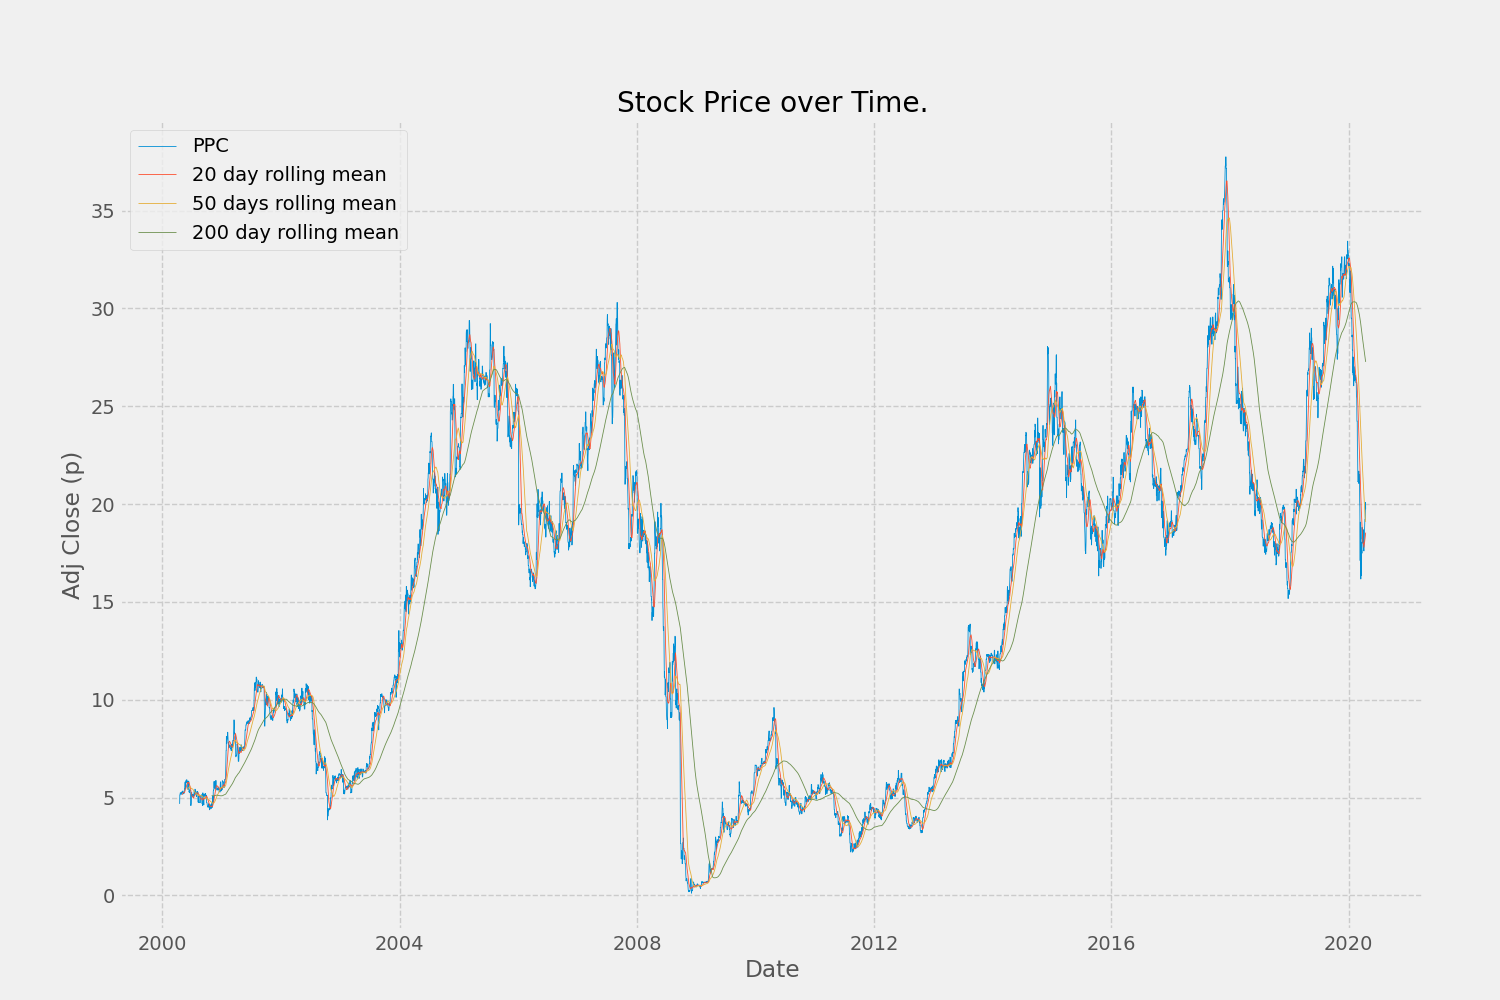 Stock Price over Time.
PPC
20 day rolling mean
50 days rolling mean
200 day rolling mean
35
30
25
20
15
10
5
0
Adj Close (p)
2000 2004 2008 2012 2016 2020
Date